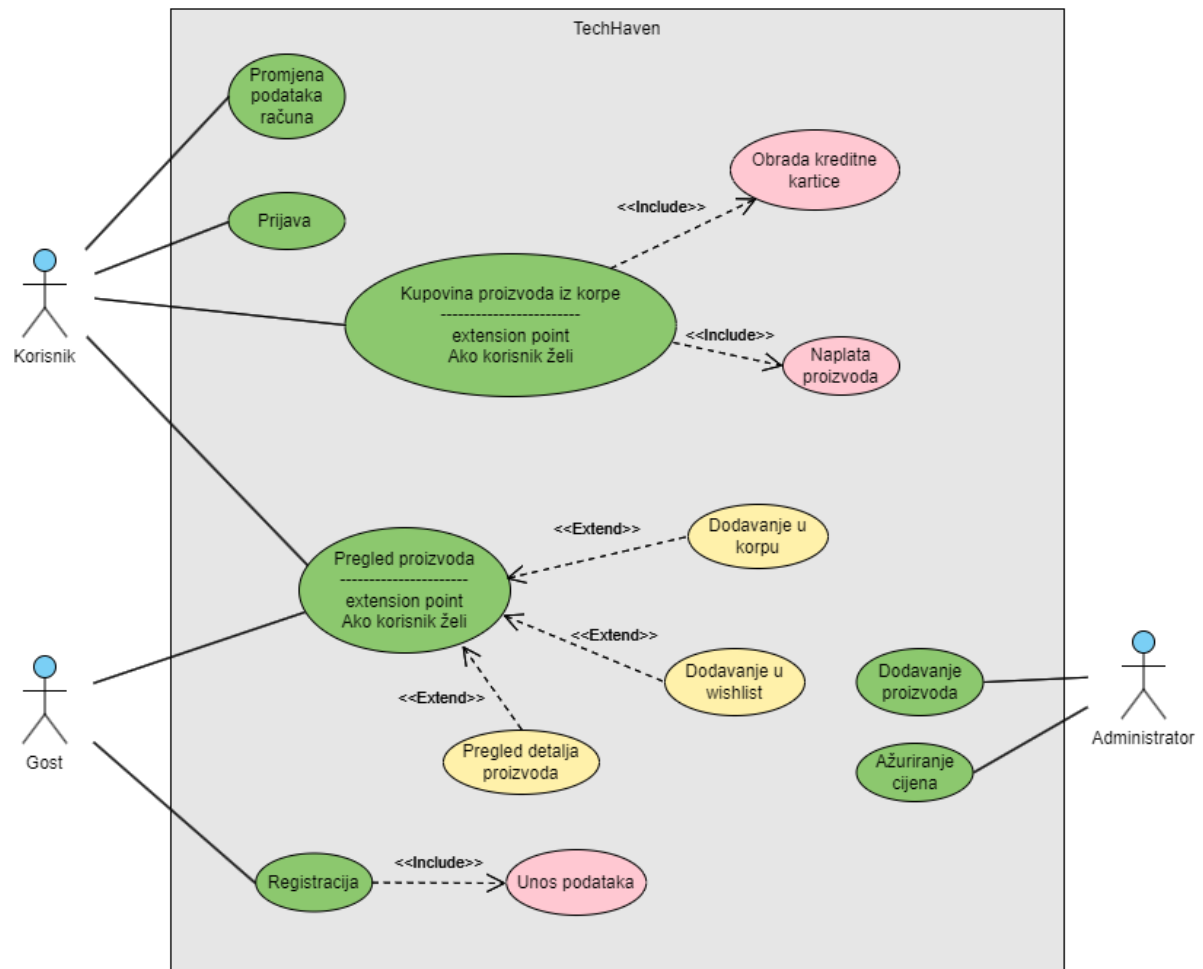 TechHaven
Promjena
podataka
računa
Prijava
Obrada kreditne
kartice
<<Include>>
Kupovina proizvoda iz korpe
------------------------
extension point
Ako korisnik želi
<<Include>>
Naplata
proizvoda
Korisnik
<<Extend>>
Dodavanje u
korpu
Pregled proizvoda
----------------------
extension point
Ako korisnik želi
<<Extend>>
Dodavanje u
wishlist
<<Extend>>
Pregled detalja
proizvoda
Gost
Dodavanje
proizvoda
Administrator
Ažuriranje
cijena
Registracija
<<Include>>
Unos podataka